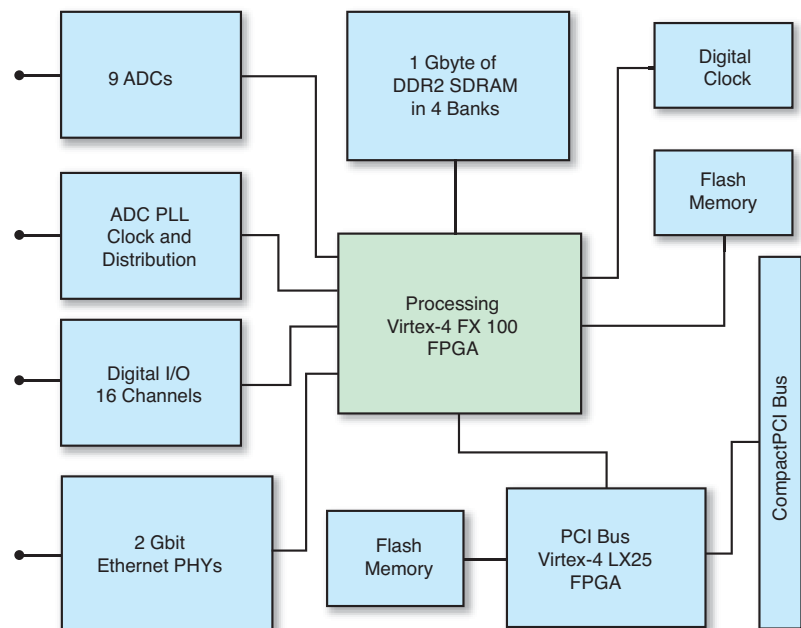 9 ADCs
1 Gbyte of
DDR2 SDRAM
in 4 Banks
Digital
Clock
ADC PLL
Clock and
Distribution
Flash
Memory
Processing
Virtex-4 FX 100
FPGA
Digital I/O
16 Channels
CompactPCI Bus
2 Gbit
Ethernet PHYs
Flash
Memory
PCI Bus
Virtex-4 LX25
FPGA